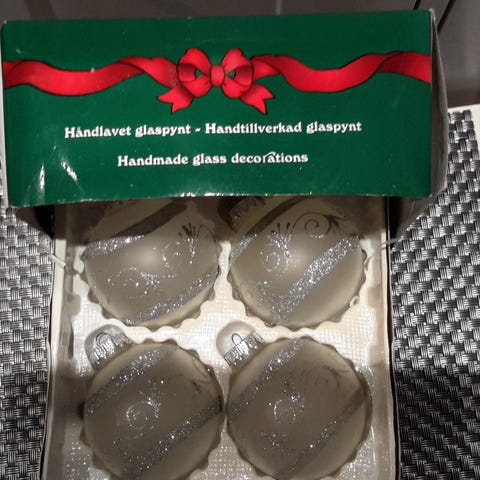 Håndlavet glaspynt - Handtillverkad glaspynt
Handmade glass decorations